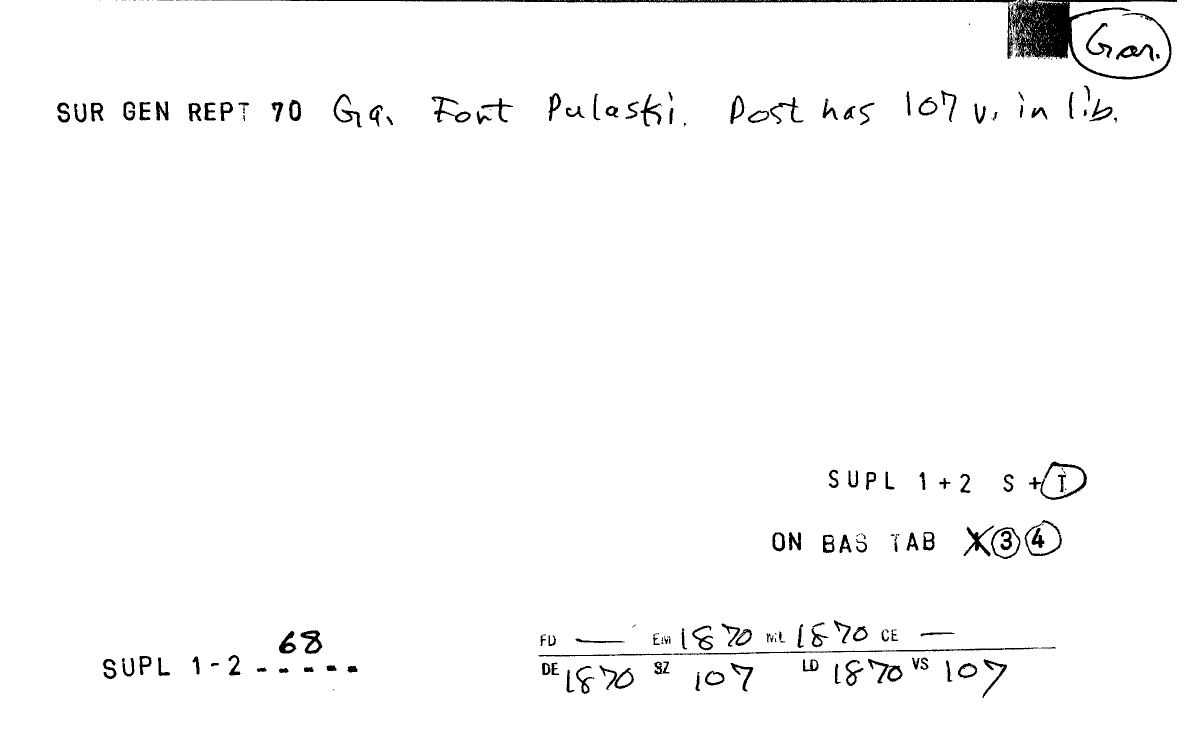 Gar.
SUR GEN REPT 70 Ga. Fort Pulaski. Post has 107 v. in lib.
SUPL 1+2 S+T
ON BAS TAB X 3 4
68
SUPL 1-2 -----
FD — EM 1870 ML 1870 CE —
DE 1870 SZ 107 LD 1870 VS 107